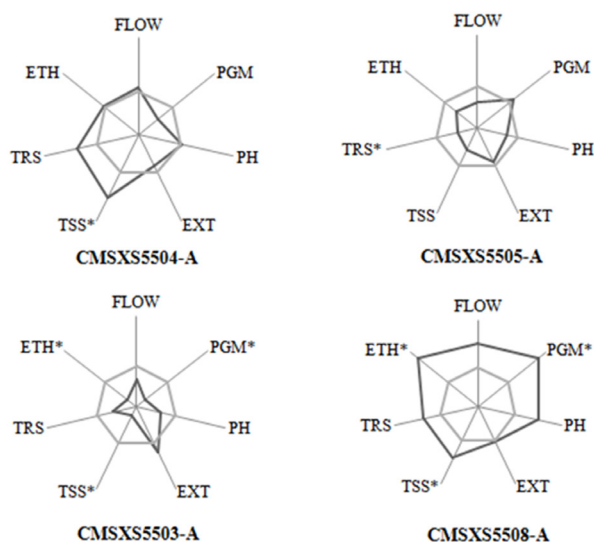 FLOW
ETH
PGM
TRS
PH
TSS*
EXT
CMSXS5504-A
FLOW
ETH
PGM
TRS*
PH
TSS
EXT
CMSXS5505-A
FLOW
ETH*
PGM*
TRS
PH
TSS*
EXT
CMSXS5503-A
FLOW
ETH*
PGM*
TRS
PH
TSS*
EXT
CMSXS5508-A